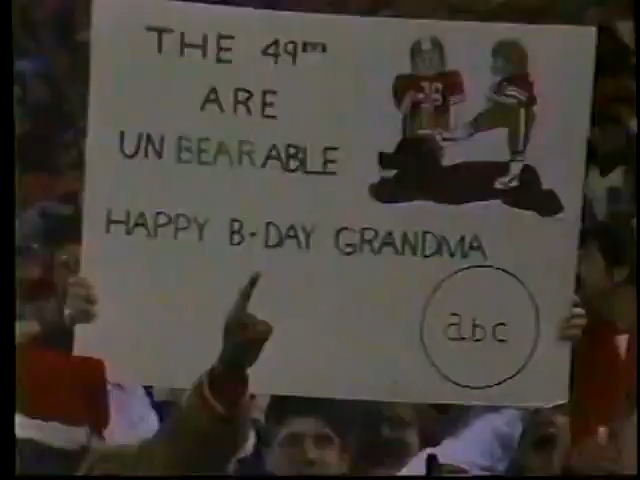 THE 49ERS
ARE
UNBEARABLE
HAPPY B-DAY GRANDMA
abc